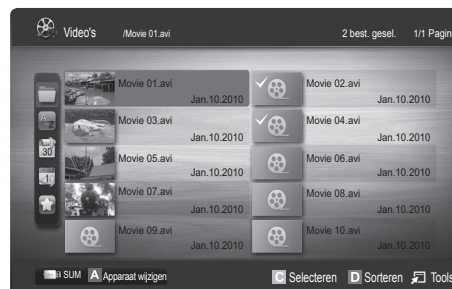 Video's /Movie 01.avi 2 best. gesel. 1/1 Pagin
Movie 01.avi Movie 02.avi
Jan.10.2010 Jan.10.2010
Movie 03.avi Movie 04.avi
Jan.10.2010 Jan.10.2010
Movie 05.avi Movie 06.avi
Jan.10.2010 Jan.10.2010
Movie 07.avi Movie 08.avi
Jan.10.2010 Jan.10.2010
Movie 09.avi Movie 10.avi
Jan.10.2010 Jan.10.2010
SUM A Apparaat wijzigen C Selecteren D Sorteren Tools